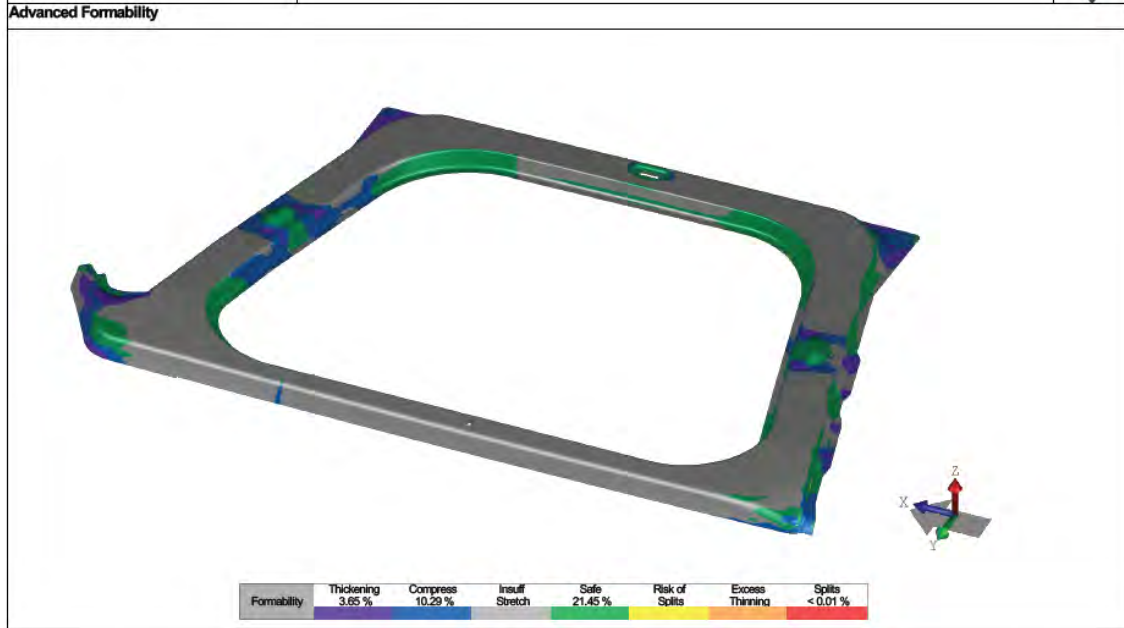 Advanced Formability
Z
X
Y
Formability
Thickening
3.65 %
Compress
10.29 %
Insuff
Stretch
Safe
21.45 %
Risk of
Splits
Excess
Thinning
Splits
< 0.01 %